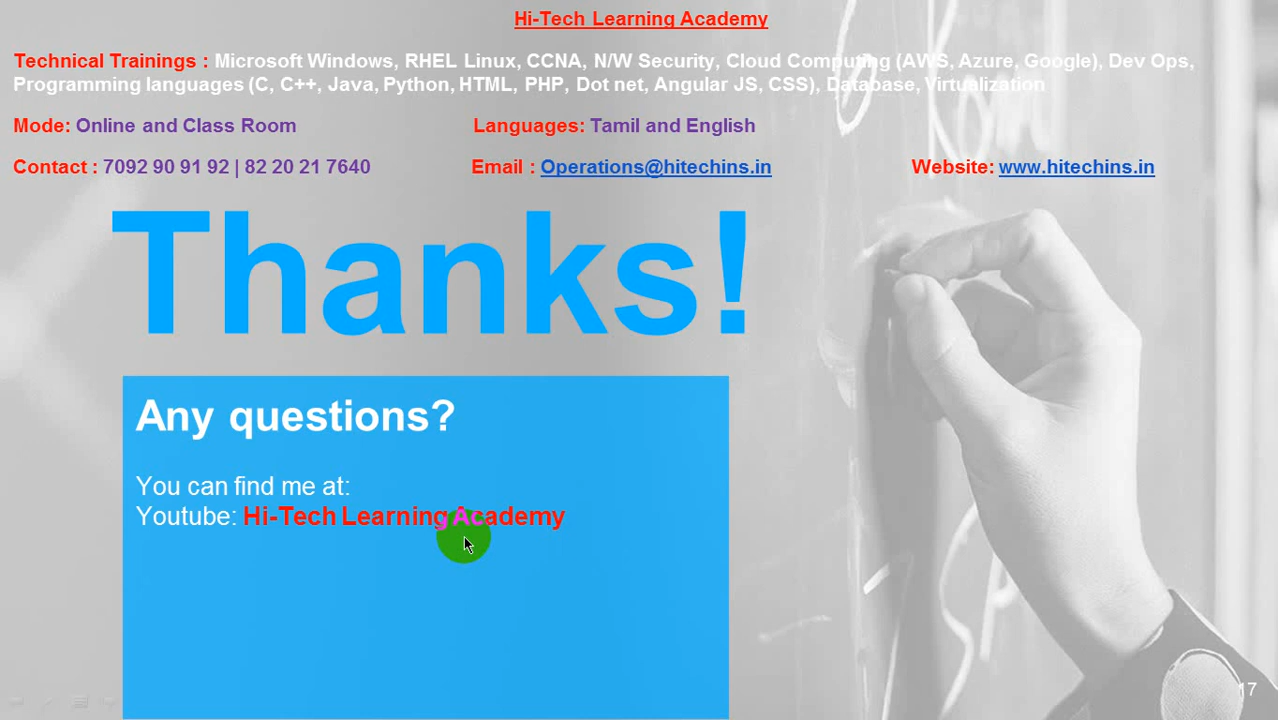 Hi-Tech Learning Academy
Technical Trainings : Microsoft Windows, RHEL Linux, CCNA, N/W Security, Cloud Computing (AWS, Azure, Google), Dev Ops,
Programming languages (C, C++, Java, Python, HTML, PHP, Dot net, Angular JS, CSS), Database, Virtualization
Mode: Online and Class Room Languages: Tamil and English
Contact : 7092 90 91 92 | 82 20 21 7640 Email : Operations@hitechins.in Website: www.hitechins.in
Thanks!
Any questions?
You can find me at:
Youtube: Hi-Tech Learning Academy
17